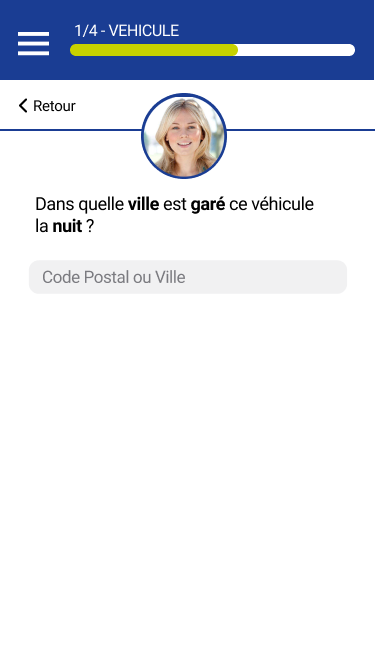 1/4 - VEHICULE
Retour
Dans quelle ville est garé ce véhicule
la nuit ?
Code Postal ou Ville